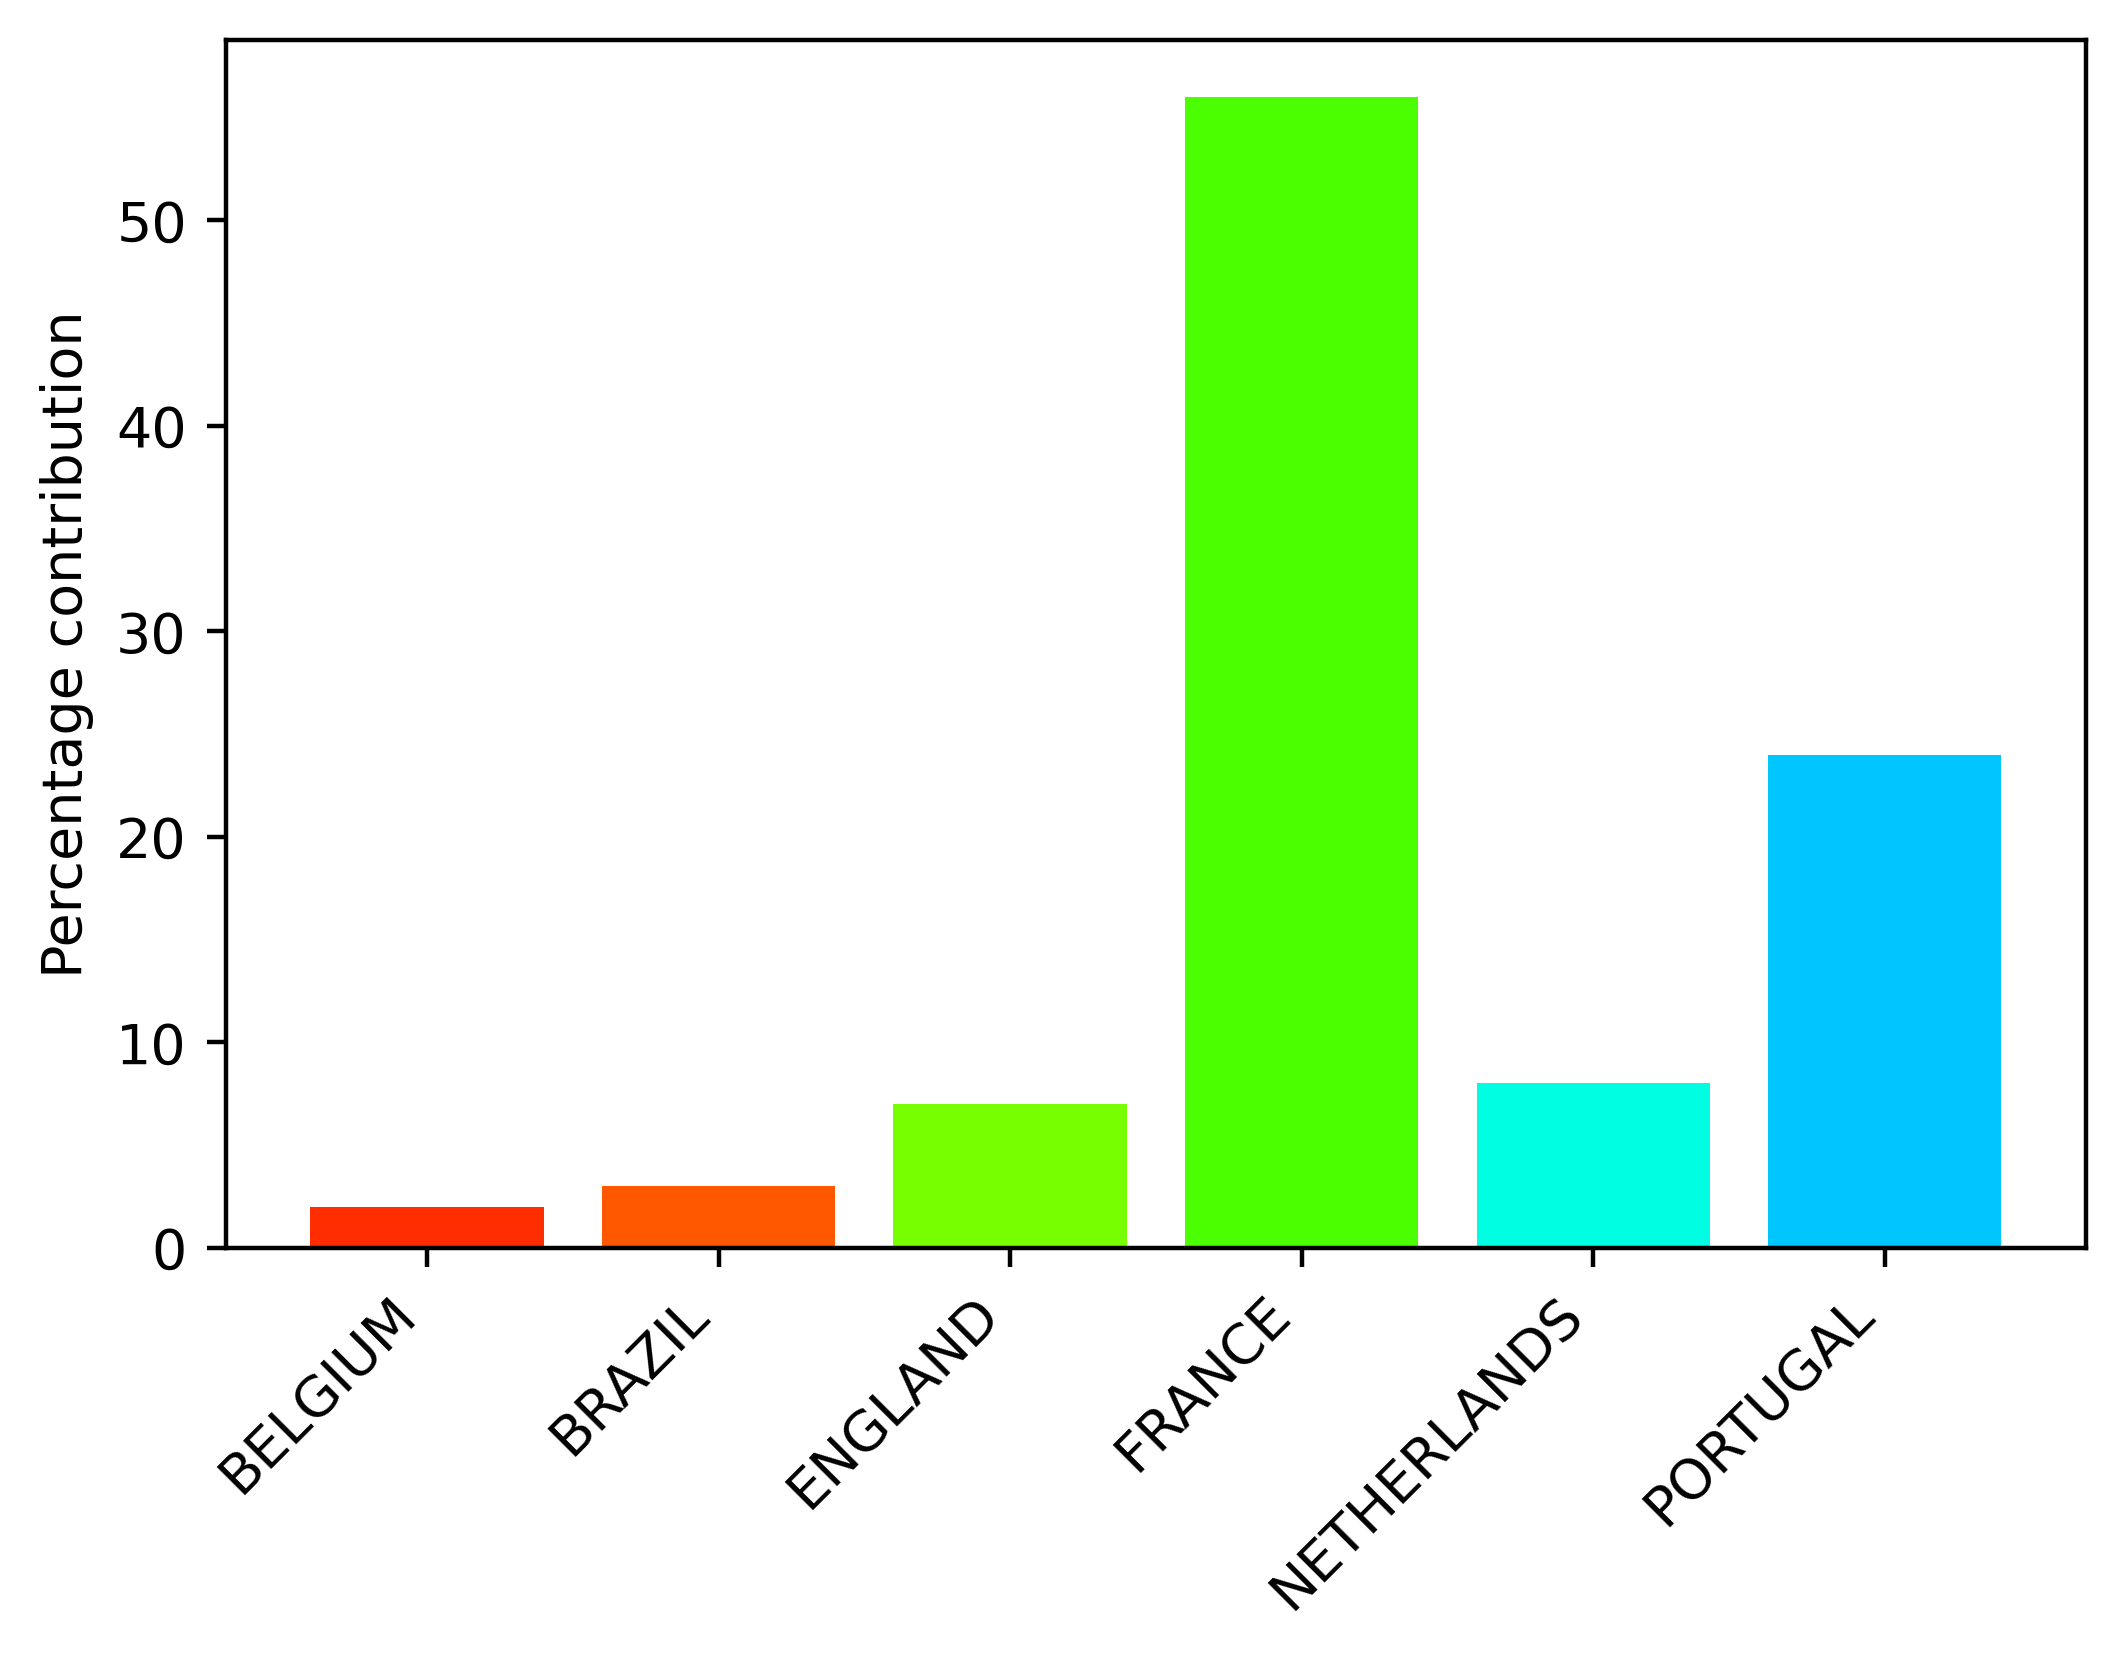 Percentage contribution
50
40
30
20
10
0
BELGIUM
BRAZIL
ENGLAND
FRANCE
NETHERLANDS
PORTUGAL